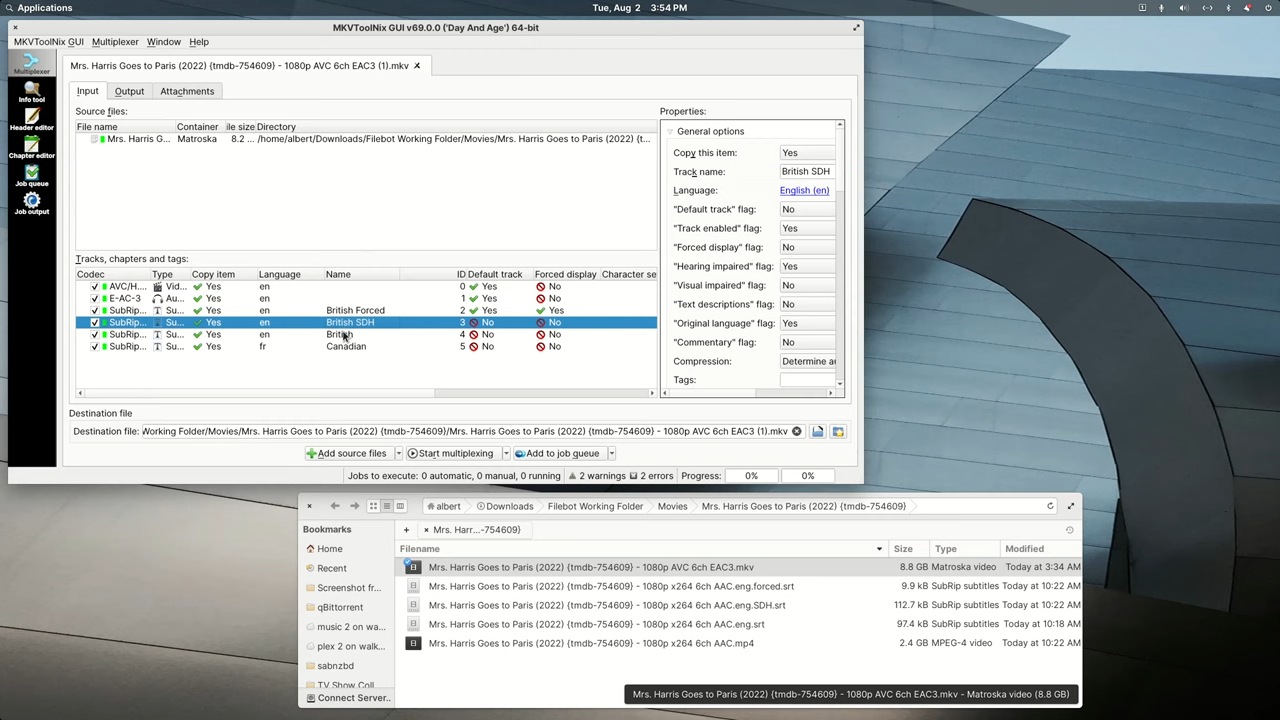 Applications
Tue, Aug 2 3:54 PM
MKVToolNix GUI v69.0.0 ('Day And Age') 64-bit
MKVToolNix GUI Multiplexer Window Help
Multiplexer
Info tool
Header editor
Chapter editor
Job queue
Job output
Mrs. Harris Goes to Paris (2022) {tmdb-754609} - 1080p AVC 6ch EAC3 (1).mkv
Input Output Attachments
Source files:
File name Container ile size Directory
Mrs. Harris G... Matroska 8.2 ... /home/albert/Downloads/Filebot Working Folder/Movies/Mrs. Harris Goes to Paris (2022) {t...
Tracks, chapters and tags:
Codec Type Copy item Language Name ID Default track Forced display Character se
AVC/H.... Vid... Yes en 0 Yes No
E-AC-3 Au... Yes en 1 Yes No
SubRip... Su... Yes en British Forced 2 Yes Yes
SubRip... Su... Yes en British SDH 3 No No
SubRip... Su... Yes en British 4 No No
SubRip... Su... Yes fr Canadian 5 No No
Properties:
General options
Copy this item: Yes
Track name: British SDH
Language: English (en)
"Default track" flag: No
"Track enabled" flag: Yes
"Forced display" flag: No
"Hearing impaired" flag: Yes
"Visual impaired" flag: No
"Text descriptions" flag: No
"Original language" flag: Yes
"Commentary" flag: No
Compression: Determine au
Tags:
Destination file
Destination file: Working Folder/Movies/Mrs. Harris Goes to Paris (2022) {tmdb-754609}/Mrs. Harris Goes to Paris (2022) {tmdb-754609} - 1080p AVC 6ch EAC3 (1).mkv
Add source files Start multiplexing Add to job queue
Jobs to execute: 0 automatic, 0 manual, 0 running 2 warnings 2 errors Progress: 0% 0%
albert Downloads Filebot Working Folder Movies Mrs. Harris Goes to Paris (2022) {tmdb-754609}
Bookmarks
Home
Recent
Screenshot fr...
qBittorrent
music 2 on wa...
plex 2 on walk...
sabnzbd
TV Show Coll
Connect Server..
Mrs. Harr...-754609}
Filename Size Type Modified
Mrs. Harris Goes to Paris (2022) {tmdb-754609} - 1080p AVC 6ch EAC3.mkv 8.8 GB Matroska video Today at 3:34 AM
Mrs. Harris Goes to Paris (2022) {tmdb-754609} - 1080p x264 6ch AAC.eng.forced.srt 9.9 kB SubRip subtitles Today at 10:22 AM
Mrs. Harris Goes to Paris (2022) {tmdb-754609} - 1080p x264 6ch AAC.eng.SDH.srt 112.7 kB SubRip subtitles Today at 10:22 AM
Mrs. Harris Goes to Paris (2022) {tmdb-754609} - 1080p x264 6ch AAC.eng.srt 97.4 kB SubRip subtitles Today at 10:18 AM
Mrs. Harris Goes to Paris (2022) {tmdb-754609} - 1080p x264 6ch AAC.mp4 2.4 GB MPEG-4 video Today at 10:22 AM
Mrs. Harris Goes to Paris (2022) {tmdb-754609} - 1080p AVC 6ch EAC3.mkv - Matroska video (8.8 GB)